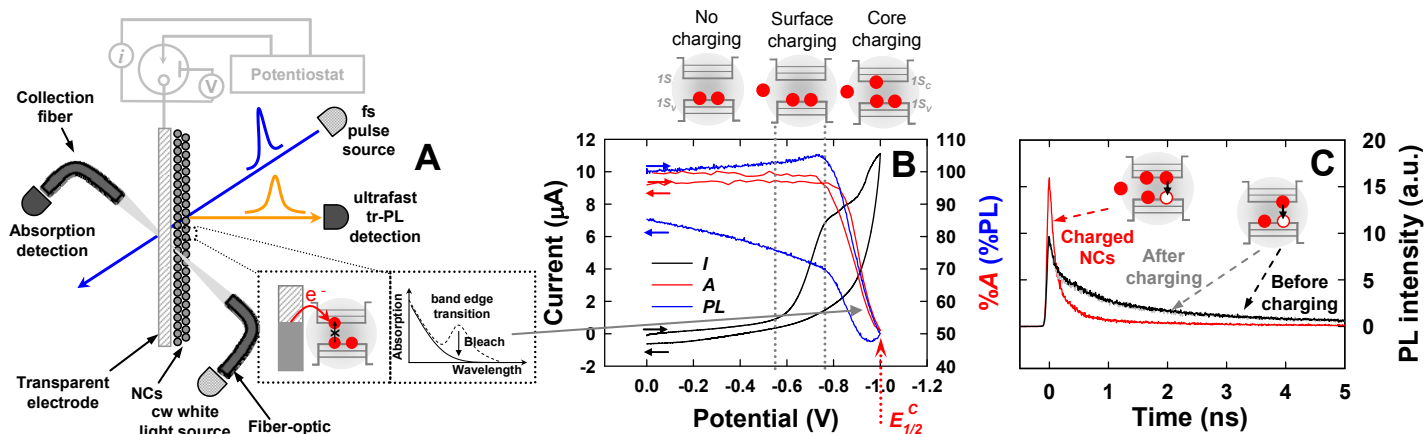 i
V
Potentiostat
Collection
fiber
fs
pulse
source
A
ultrafast
tr-PL
detection
Absorption
detection
e-
Absorption
band edge
transition
Bleach
Wavelength
Transparent
electrode
NCs
cw white
light source
Fiber-optic
No
charging
Surface
charging
Core
charging
1S
1Sv
1Sc
1Sv
B
Current (µA)
12
10
8
6
4
2
0
-2
I
A
PL
110
100
90
80
70
60
50
40
%A (%PL)
0.0 -0.2 -0.4 -0.6 -0.8 -1.0 -1.2
Potential (V)
E1/2C
C
Charged
NCs
After
charging
Before
charging
20
15
10
5
0
PL intensity (a.u.)
0 1 2 3 4 5
Time (ns)